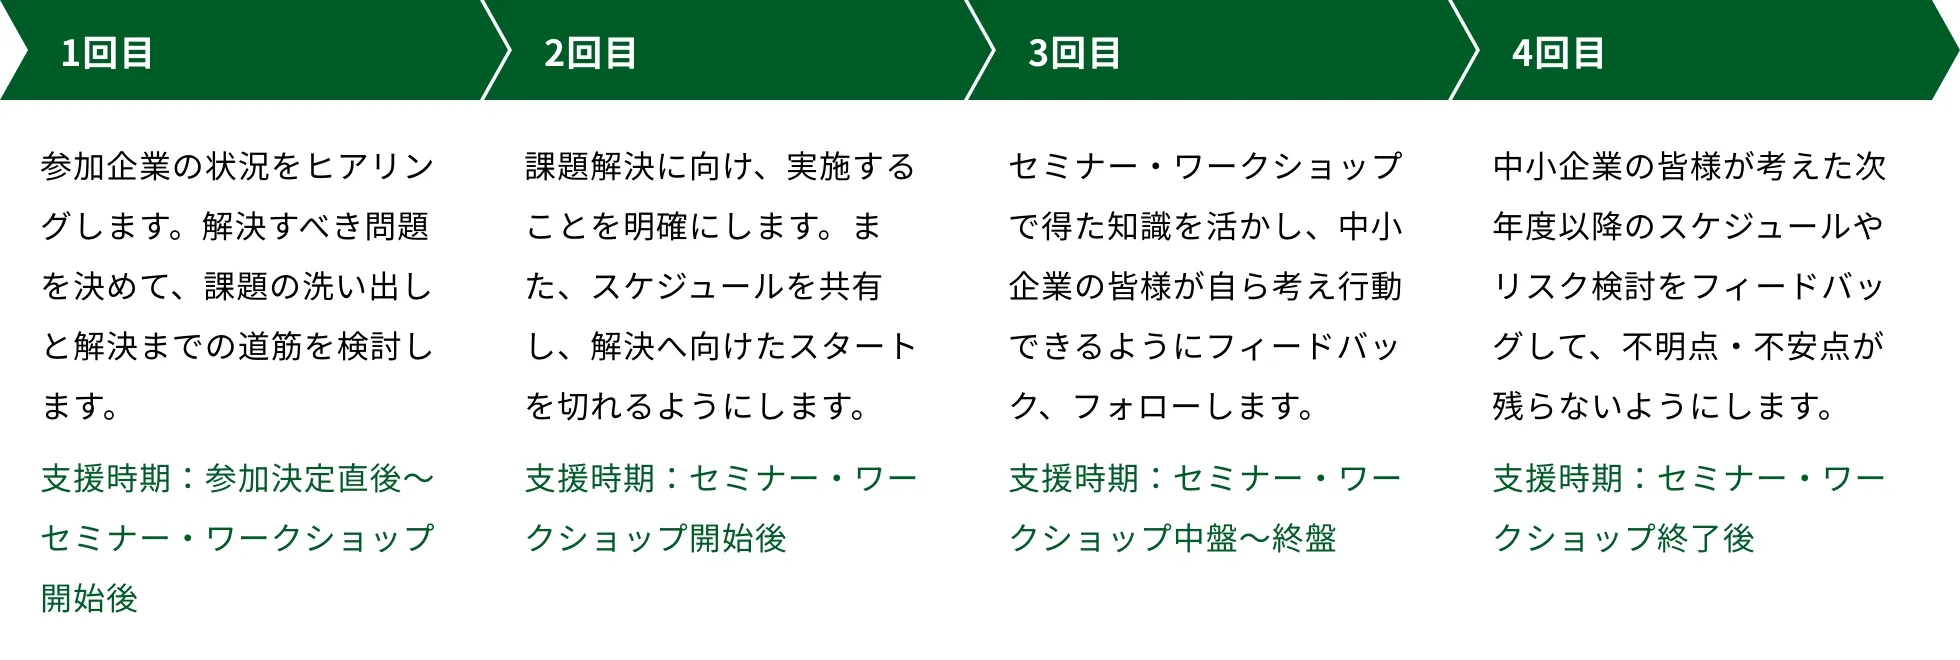 1回目
参加企業の状況をヒアリン
グします。解決すべき問題
を決めて、課題の洗い出し
と解決までの道筋を検討し
ます。
支援時期：参加決定直後〜
セミナー・ワークショップ
開始後
2回目
課題解決に向け、実施する
ことを明確にします。ま
た、スケジュールを共有
し、解決へ向けたスタート
を切れるようにします。
支援時期：セミナー・ワー
クショップ開始後
3回目
セミナー・ワークショップ
で得た知識を活かし、中小
企業の皆様が自ら考え行動
できるようにフィードバッ
ク、フォローします。
支援時期：セミナー・ワー
クショップ中盤〜終盤
4回目
中小企業の皆様が考えた次
年度以降のスケジュールや
リスク検討をフィードバッ
グして、不明点・不安点が
残らないようにします。
支援時期：セミナー・ワー
クショップ終了後